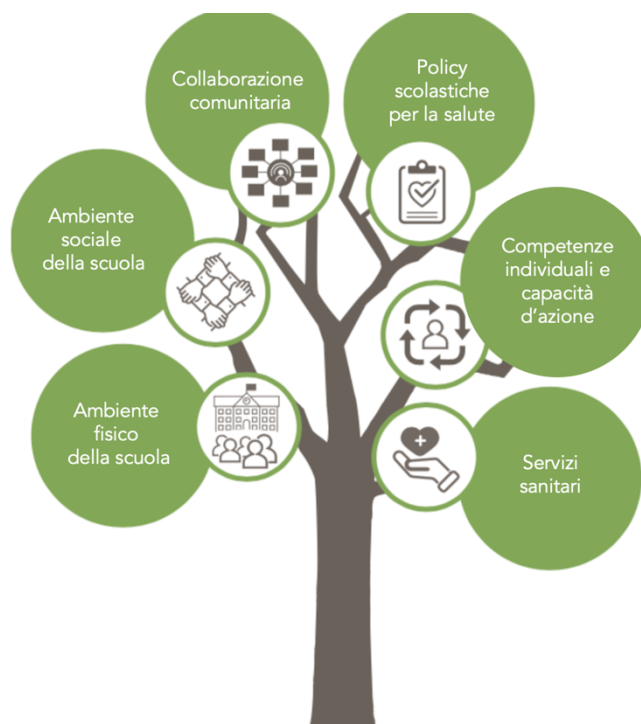 Collaborazione
comunitaria
Policy
scolastiche
per la salute
Ambiente
sociale
della scuola
Competenze
individuali e
capacità
d'azione
Ambiente
fisico
della scuola
Servizi
sanitari